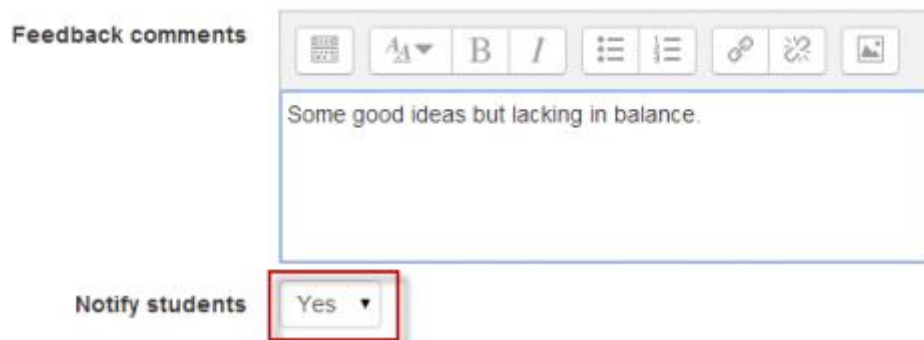 Feedback comments
Some good ideas but lacking in balance.
Notify students Yes